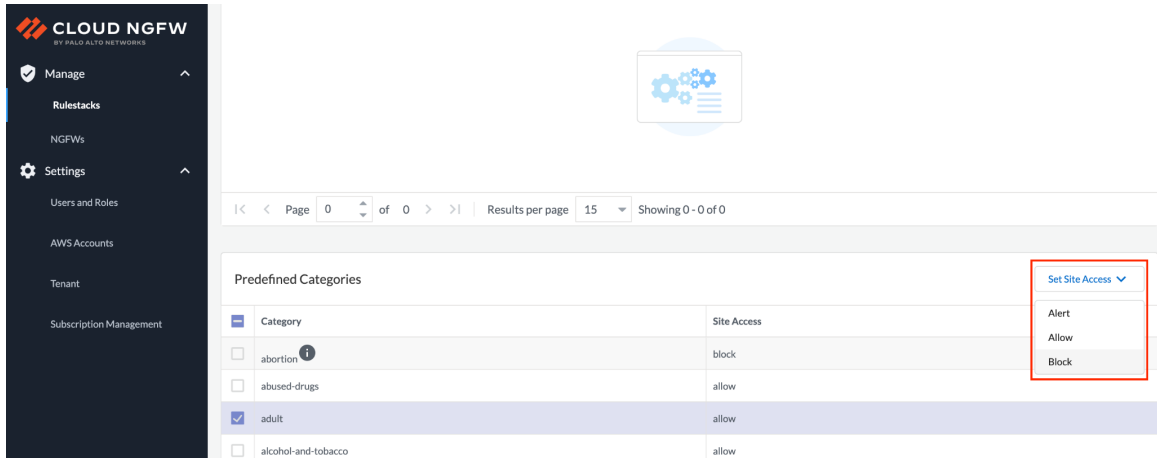 CLOUD NGFW
BY PALO ALTO NETWORKS
Manage
Rulestacks
NGFWs
Settings
Users and Roles
AWS Accounts
Tenant
Subscription Management
Page 0 of 0 Results per page 15 Showing 0 - 0 of 0
Predefined Categories
Set Site Access
Alert
Allow
Block
Category Site Access
abortion i block
abused-drugs allow
adult allow
alcohol-and-tobacco allow